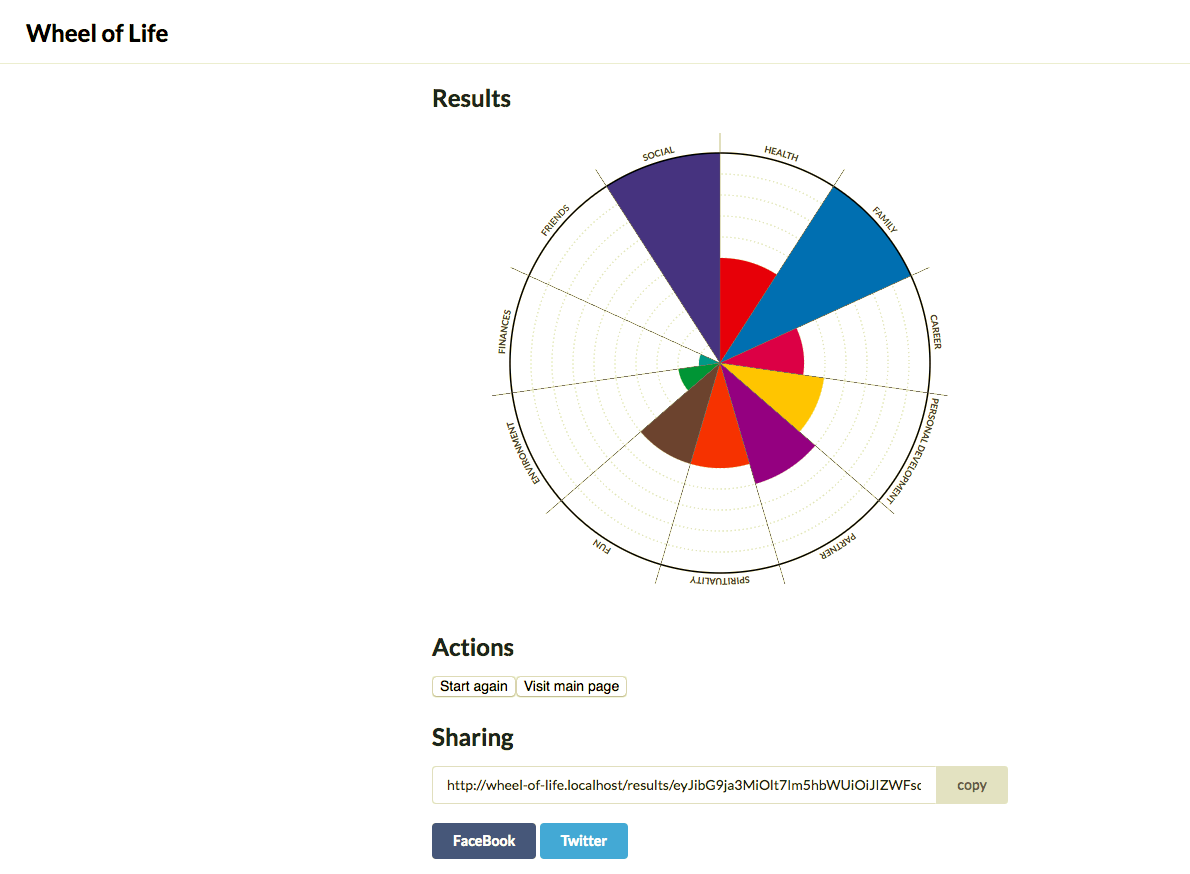 Wheel of Life
Results
SOCIAL
HEALTH
FRIENDS
FAMILY
FINANCES
CAREER
ENVIRONMENT
PERSONAL DEVELOPMENT
FUN
PARTNER
SPIRITUALITY
Actions
Start again Visit main page
Sharing
http://wheel-of-life.localhost/results/eyJibG9ja3MiOlt7Im5hbWUiOiJIZWFsc copy
FaceBook Twitter